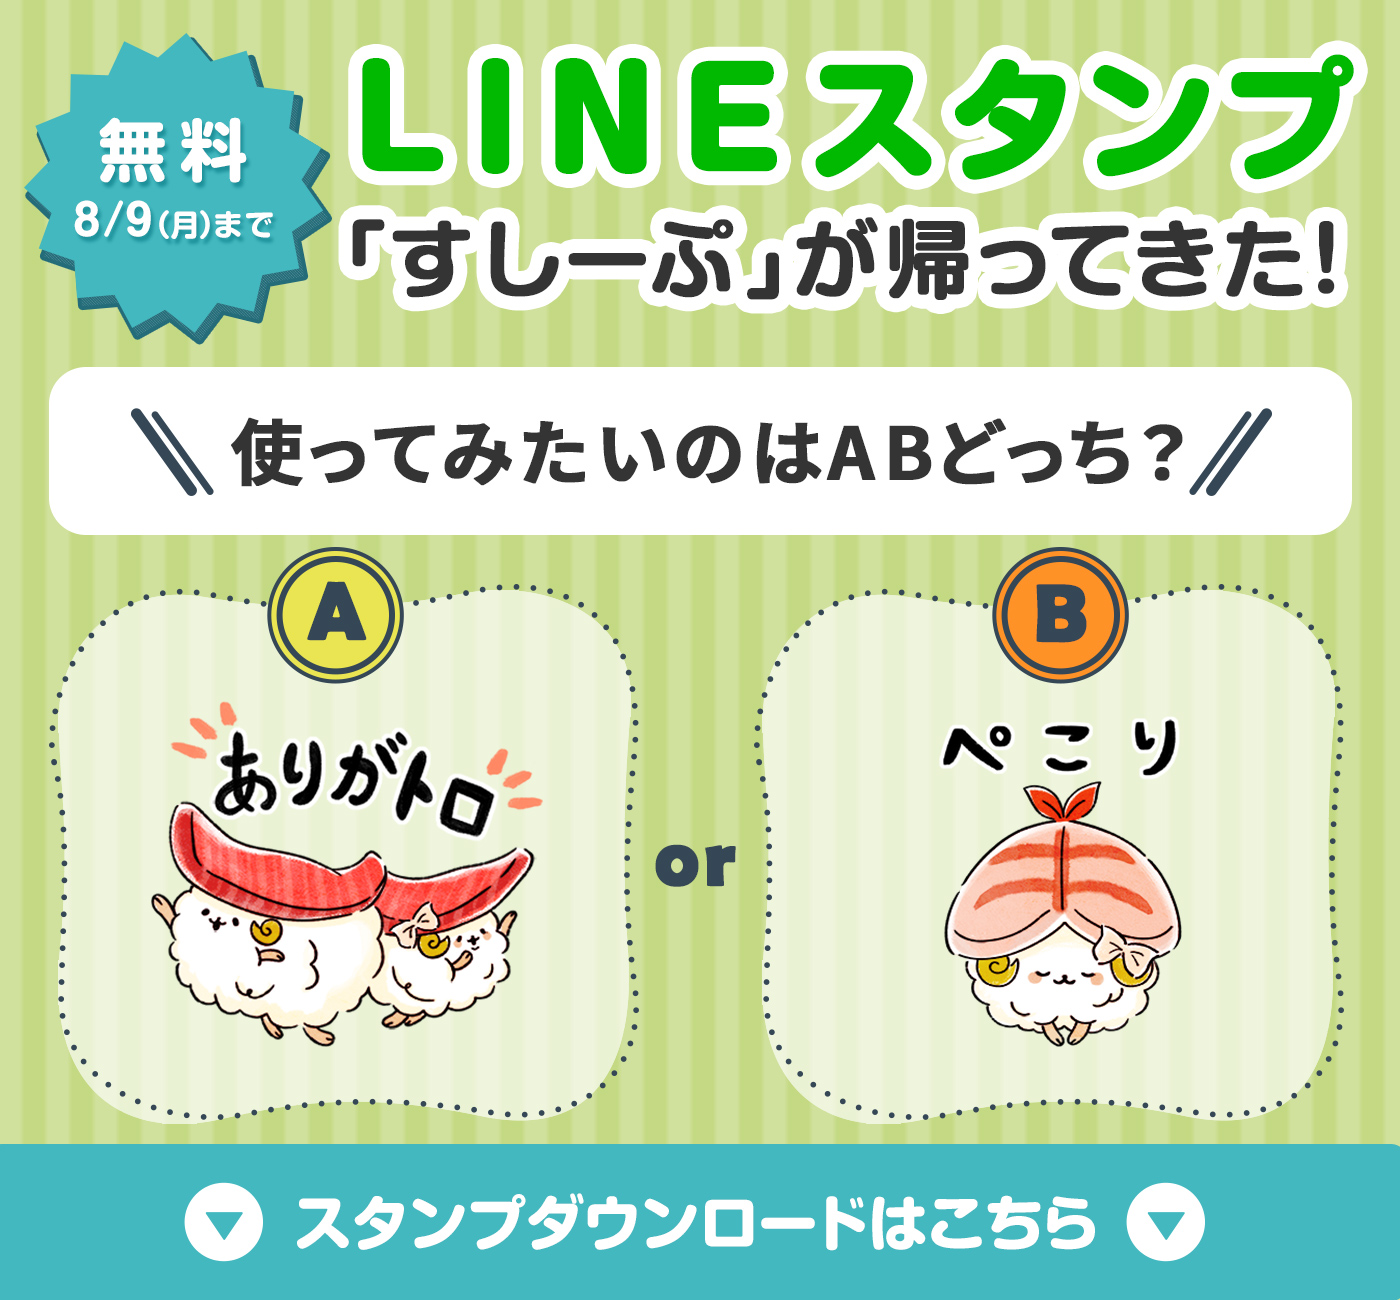 無料
8/9(月)まで
LINEスタンプ
「すしーぷ」が帰ってきた!
使ってみたいのはABどっち?
A
ありがトロ
or
B
ぺこり
スタンプダウンロードはこちら